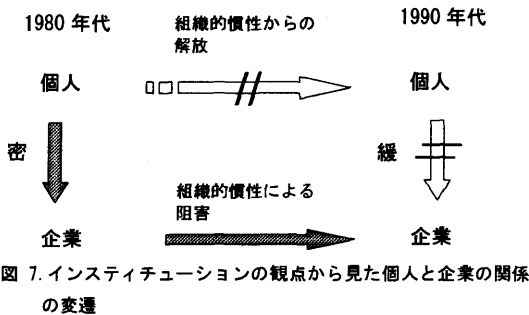 1980 年代
組織的慣性からの
解放
1990 年代
個人
個人
密
緩
組織的慣性による
阻害
企業
企業
図 7. インスティチューションの観点から見た個人と企業の関係
の変遷